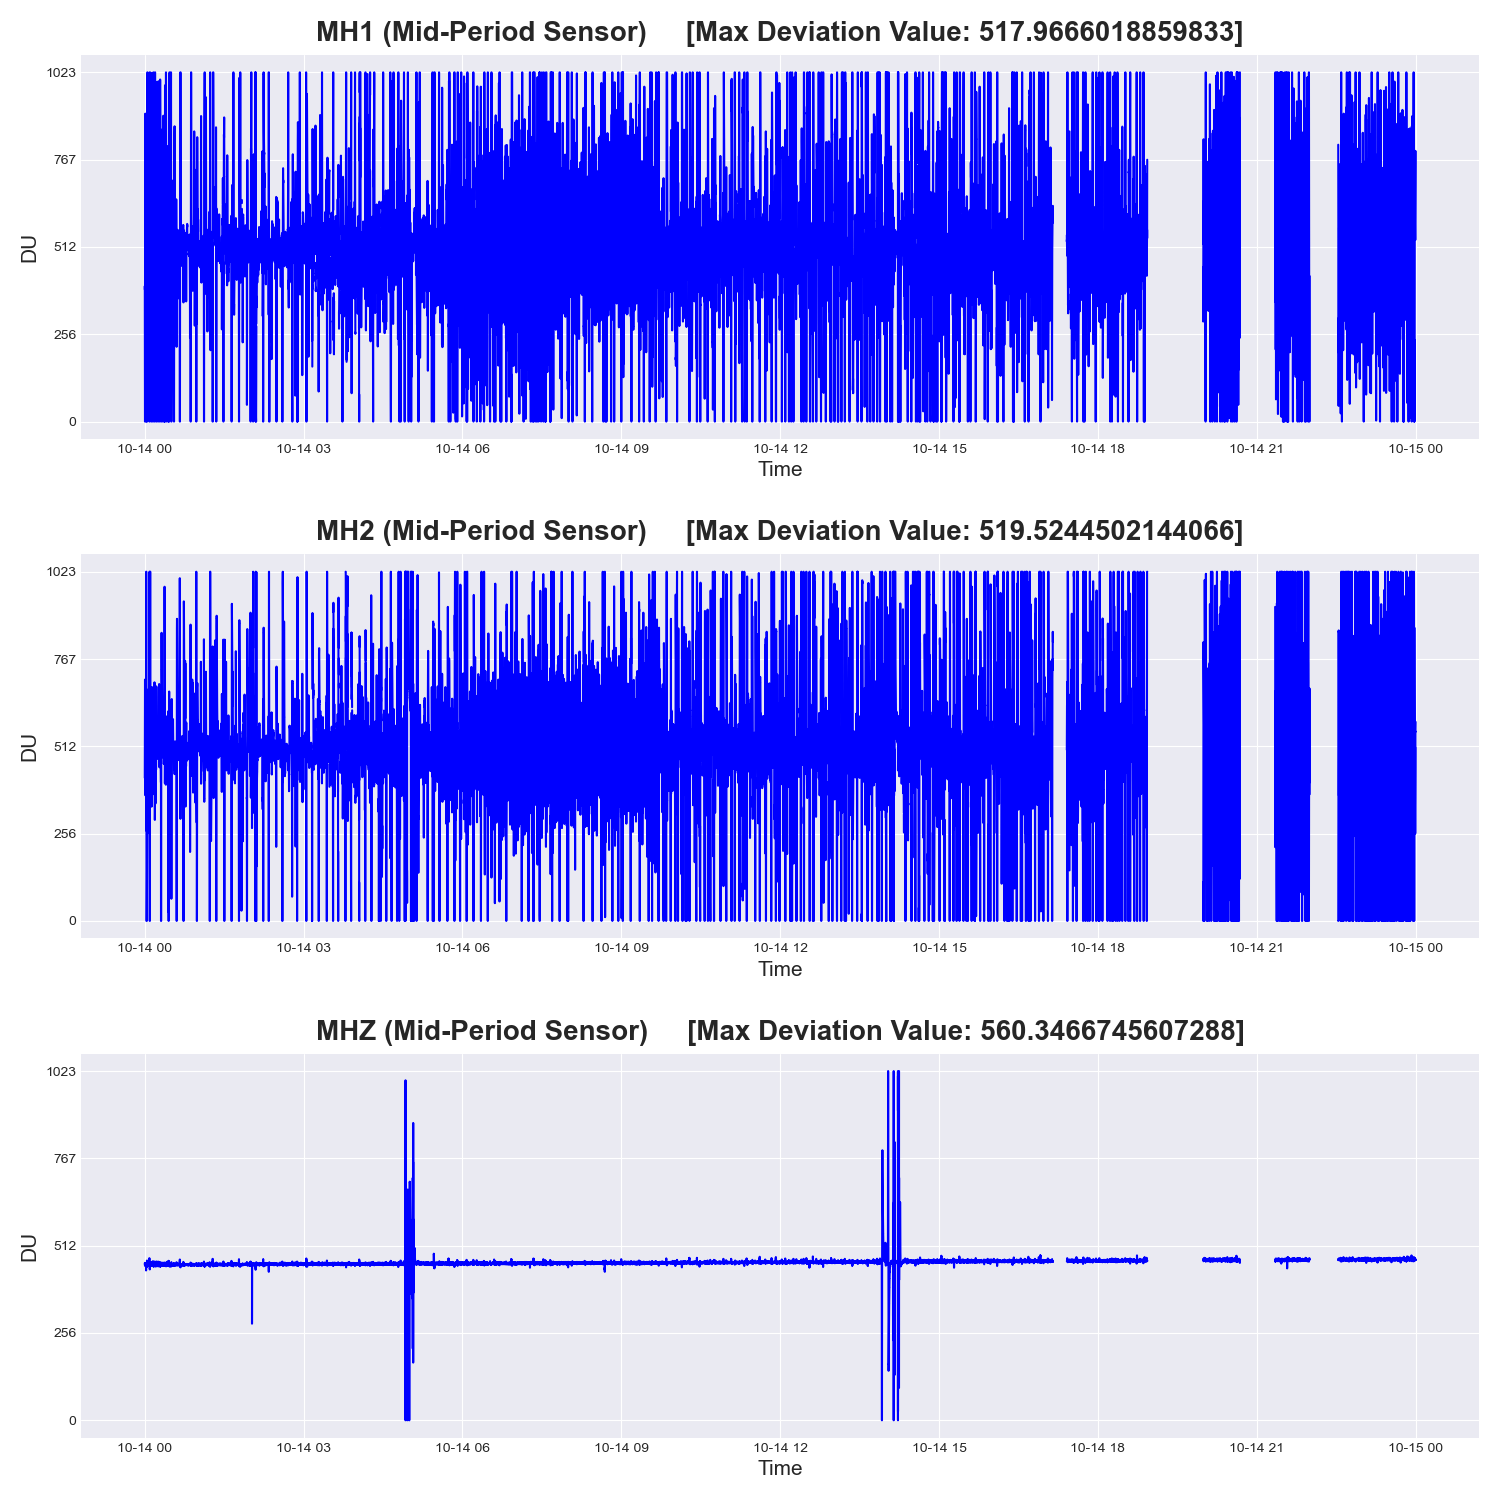 MH1 (Mid-Period Sensor) [Max Deviation Value: 517.9666018859833]
DU
1023
767
512
256
0
10-14 00 10-14 03 10-14 06 10-14 09 10-14 12 10-14 15 10-14 18 10-14 21 10-15 00
Time
MH2 (Mid-Period Sensor) [Max Deviation Value: 519.5244502144066]
DU
1023
767
512
256
0
10-14 00 10-14 03 10-14 06 10-14 09 10-14 12 10-14 15 10-14 18 10-14 21 10-15 00
Time
MHZ (Mid-Period Sensor) [Max Deviation Value: 560.3466745607288]
DU
1023
767
512
256
0
10-14 00 10-14 03 10-14 06 10-14 09 10-14 12 10-14 15 10-14 18 10-14 21 10-15 00
Time